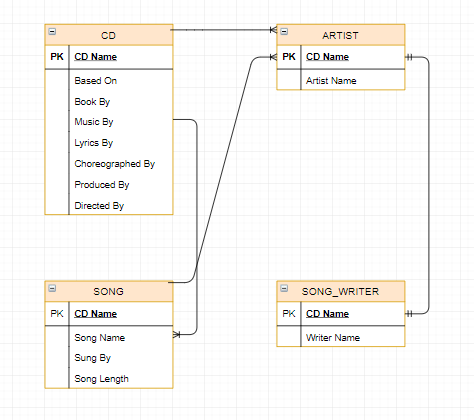 CD
PK CD Name
Based On
Book By
Music By
Lyrics By
Choreographed By
Produced By
Directed By
ARTIST
PK CD Name
Artist Name
SONG
PK CD Name
Song Name
Sung By
Song Length
SONG_WRITER
PK CD Name
Writer Name